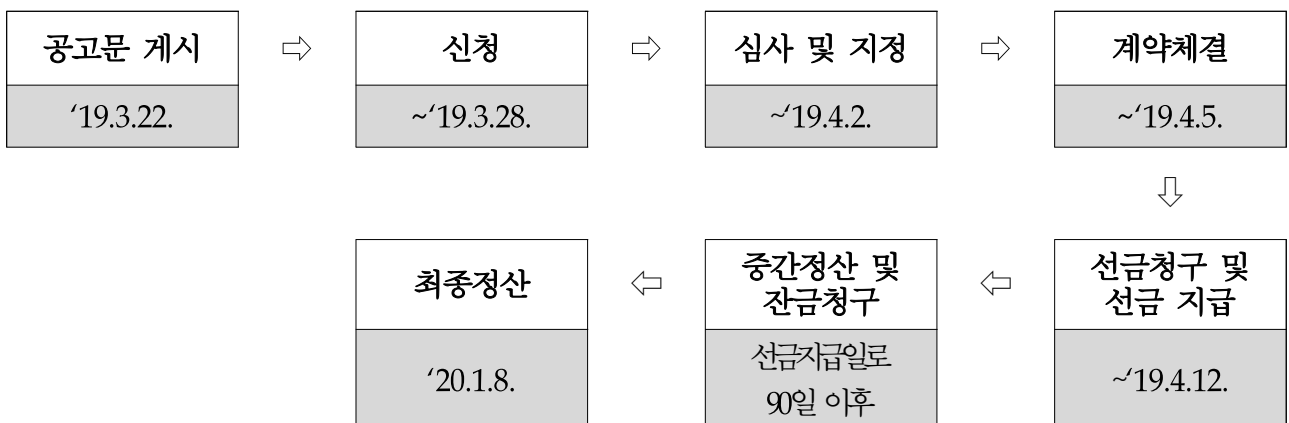 공고문 게시
‘19.3.22.
신청
~‘19.3.28.
심사 및 지정
~‘19.4.2.
계약체결
~‘19.4.5.
선금청구 및
선금 지급
~‘19.4.12.
중간정산 및
잔금청구
선금지급일로
90일 이후
최종정산
‘20.1.8.